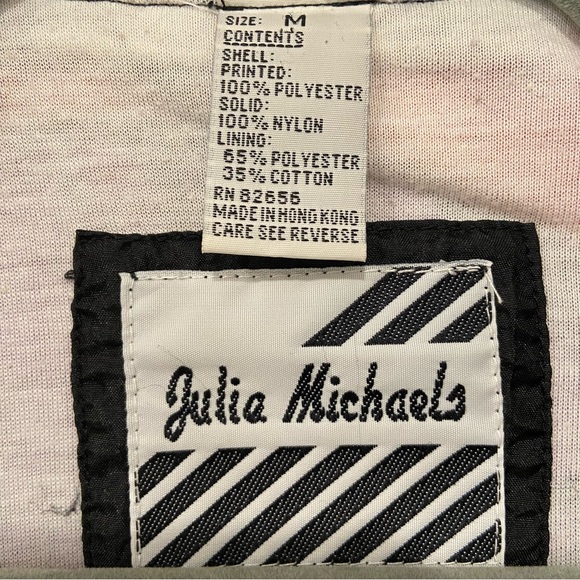 SIZE: M
CONTENTS
SHELL:
PRINTED:
100% POLYESTER
SOLID:
100% NYLON
LINING:
65% POLYESTER
35% COTTON
RN 82656
MADE IN HONG KONG
CARE SEE REVERSE
Julia Michaels